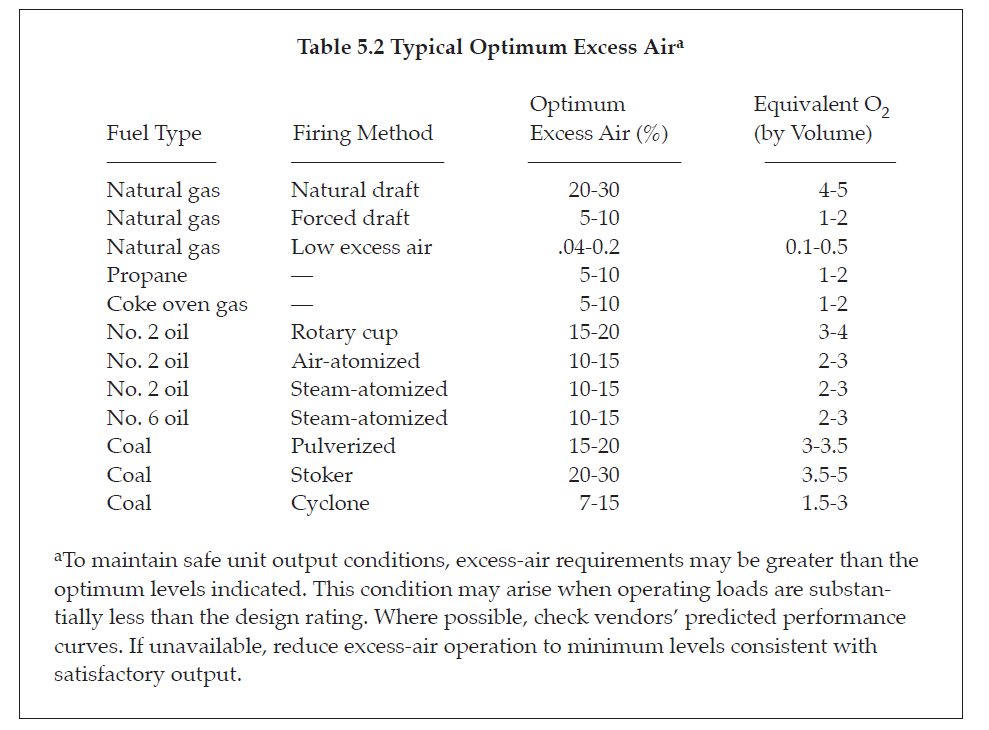 Table 5.2 Typical Optimum Excess Airᵃ
Optimum Equivalent O₂
Fuel Type Firing Method Excess Air (%) (by Volume)
Natural gas Natural draft 20-30 4-5
Natural gas Forced draft 5-10 1-2
Natural gas Low excess air .04-0.2 0.1-0.5
Propane — 5-10 1-2
Coke oven gas — 5-10 1-2
No. 2 oil Rotary cup 15-20 3-4
No. 2 oil Air-atomized 10-15 2-3
No. 2 oil Steam-atomized 10-15 2-3
No. 6 oil Steam-atomized 10-15 2-3
Coal Pulverized 15-20 3-3.5
Coal Stoker 20-30 3.5-5
Coal Cyclone 7-15 1.5-3
ᵃTo maintain safe unit output conditions, excess-air requirements may be greater than the
optimum levels indicated. This condition may arise when operating loads are substan-
tially less than the design rating. Where possible, check vendors’ predicted performance
curves. If unavailable, reduce excess-air operation to minimum levels consistent with
satisfactory output.